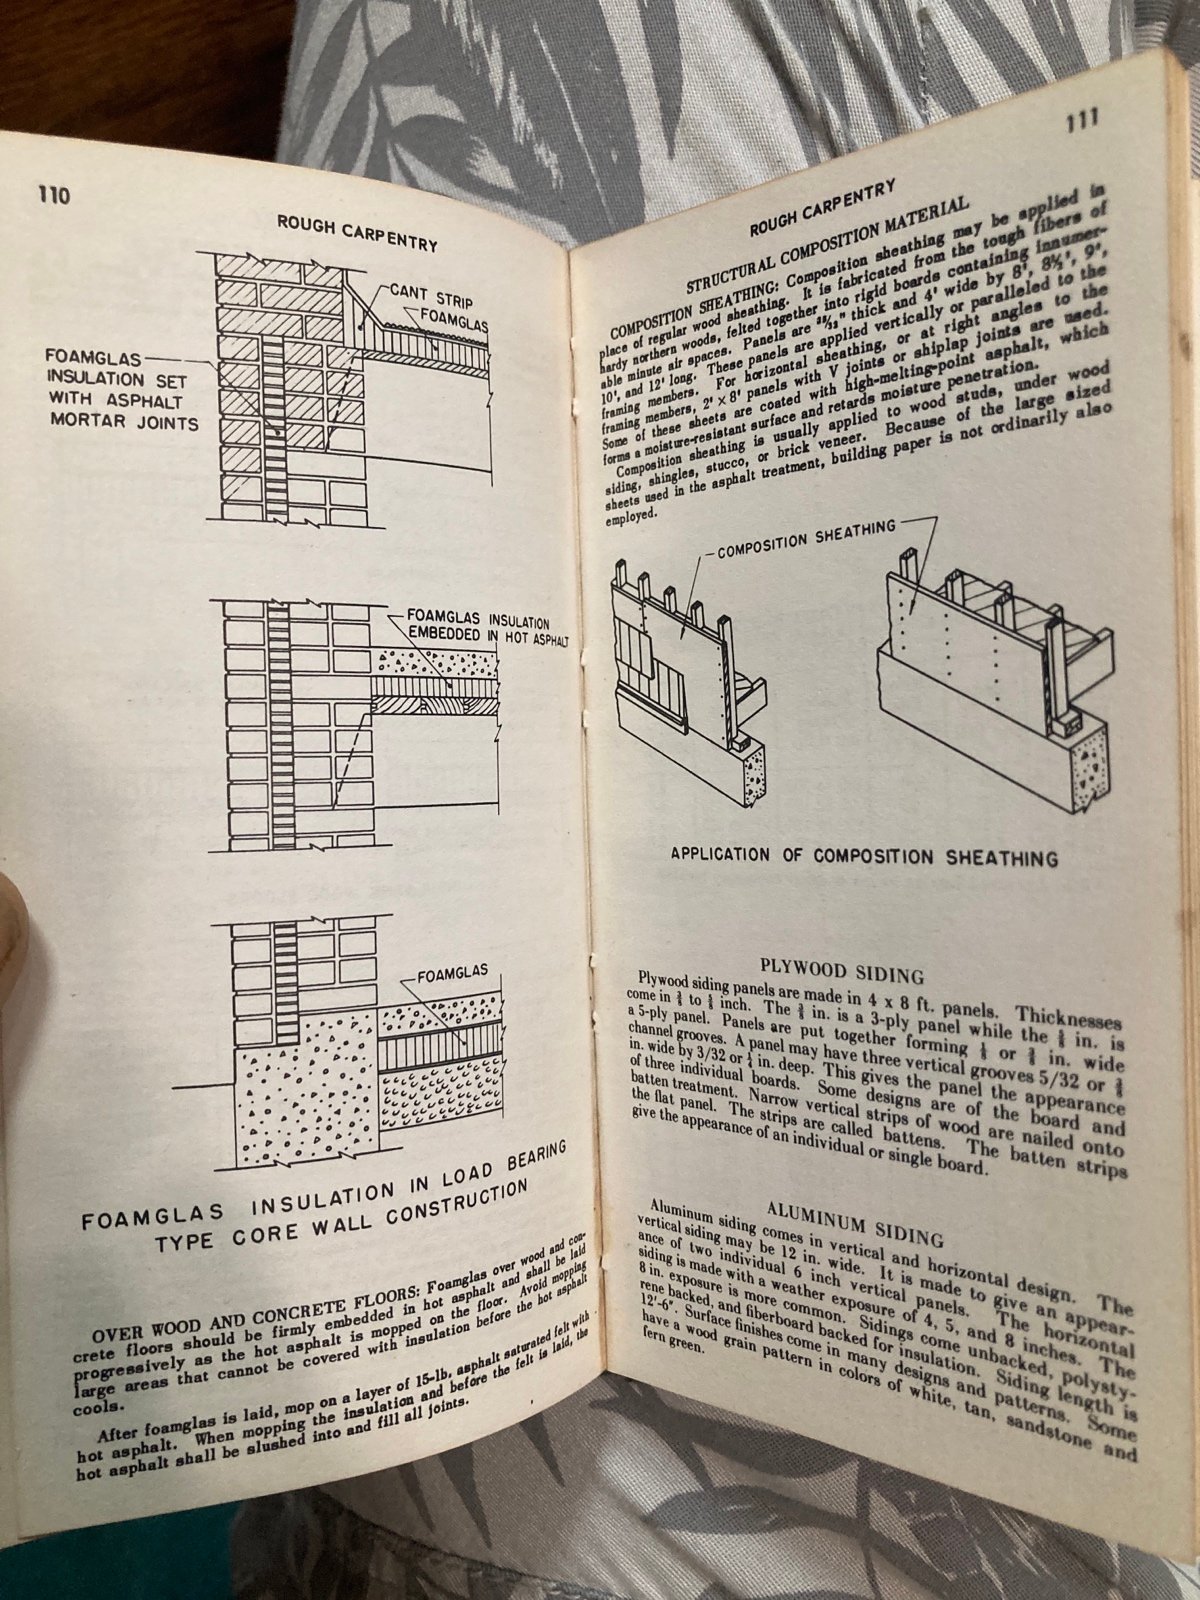 110
ROUGH CARPENTRY
CANT STRIP
FOAMGLAS
FOAMGLAS
INSULATION SET
WITH ASPHALT
MORTAR JOINTS
FOAMGLAS INSULATION
EMBEDDED IN HOT ASPHALT
FOAMGLAS
FOAMGLAS INSULATION IN LOAD BEARING
TYPE CORE WALL CONSTRUCTION
OVER WOOD AND CONCRETE FLOORS: Foamglas over wood and con-
crete floors should be firmly embedded in hot asphalt and shall be laid
progressively as the hot asphalt is mopped on the floor. Avoid mopping
large areas that cannot be covered with insulation before the hot asphalt
cools.
After foamglas is laid, mop on a layer of 15-lb. asphalt saturated felt with
hot asphalt. When mopping the insulation and before the felt is laid, the
hot asphalt shall be slushed into and fill all joints.
111
ROUGH CARPENTRY
STRUCTURAL COMPOSITION MATERIAL
COMPOSITION SHEATHING: Composition sheathing may be applied in
place of regular wood sheathing. It is fabricated from the tough fibers of
hardy northern woods, felted together into rigid boards containing innumer-
able minute air spaces. Panels are 25/32" thick and 4' wide by 8', 8½', 9',
10', and 12' long. These panels are applied vertically or paralleled to the
framing members. For horizontal sheathing, or at right angles to the
framing members, 2' × 8' panels with V joints or shiplap joints are used.
Some of these sheets are coated with high-melting-point asphalt, which
forms a moisture-resistant surface and retards moisture penetration.
Composition sheathing is usually applied to wood studs, under wood
siding, shingles, stucco, or brick veneer. Because of the large sized
sheets used in the asphalt treatment, building paper is not ordinarily also
employed.
COMPOSITION SHEATHING
APPLICATION OF COMPOSITION SHEATHING
PLYWOOD SIDING
Plywood siding panels are made in 4 x 8 ft. panels. Thicknesses
come in to inch. The in. is a 3-ply panel while the in. is
a 5-ply panel. Panels are put together forming or in. wide
channel grooves. A panel may have three vertical grooves 5/32 or
in. wide by 3/32 or in. deep. This gives the panel the appearance
of three individual boards. Some designs are of the board and
batten treatment. Narrow vertical strips of wood are nailed onto
the flat panel. The strips are called battens. The batten strips
give the appearance of an individual or single board.
ALUMINUM SIDING
Aluminum siding comes in vertical and horizontal design. The
vertical siding may be 12 in. wide. It is made to give an appear-
ance of two individual 6 inch vertical panels. The horizontal
siding is made with a weather exposure of 4, 5, and 8 inches. The
8 in. exposure is more common. Sidings come unbacked, polysty-
rene backed, and fiberboard backed for insulation. Siding length is
12'-6". Surface finishes come in many designs and patterns. Some
have a wood grain pattern in colors of white, tan, sandstone and
fern green.